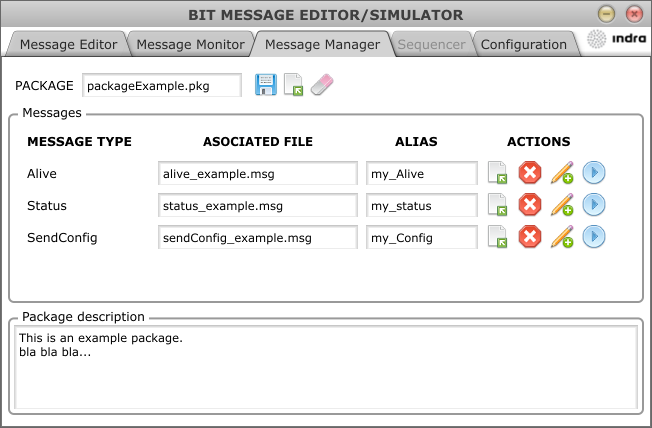 BIT MESSAGE EDITOR/SIMULATOR
Message Editor Message Monitor Message Manager Sequencer Configuration indra
PACKAGE packageExample.pkg
Messages
MESSAGE TYPE ASOCIATED FILE ALIAS ACTIONS
Alive alive_example.msg my_Alive
Status status_example.msg my_status
SendConfig sendConfig_example.msg my_Config
Package description
This is an example package.
bla bla bla...